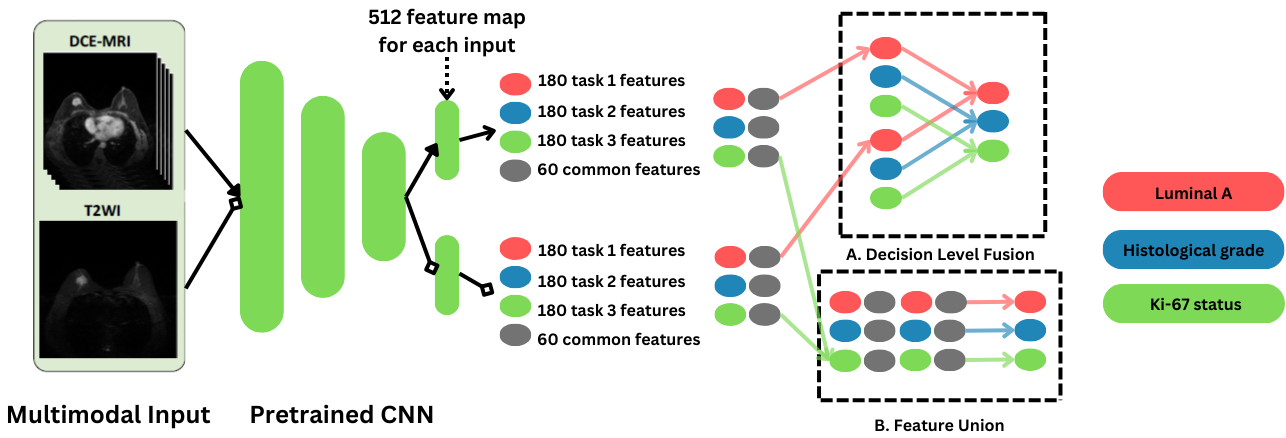 DCE-MRI
T2WI
Multimodal Input
Pretrained CNN
512 feature map
for each input
180 task 1 features
180 task 2 features
180 task 3 features
60 common features
180 task 1 features
180 task 2 features
180 task 3 features
60 common features
A. Decision Level Fusion
B. Feature Union
Luminal A
Histological grade
Ki-67 status